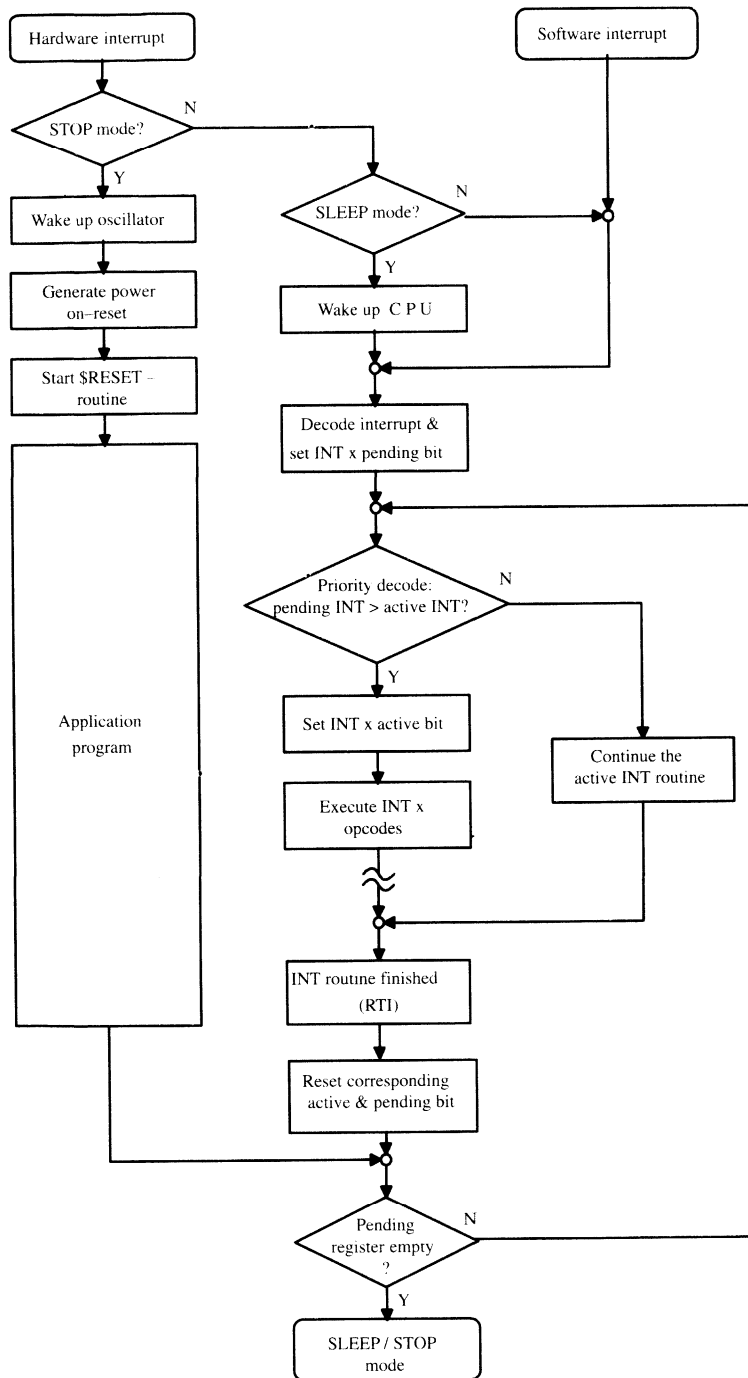 Hardware interrupt
Software interrupt
N
STOP mode?
Y
N
Wake up oscillator
SLEEP mode?
Y
Generate power
on–reset
Wake up C P U
Start $RESET –
routine
Decode interrupt &
set INT x pending bit
Priority decode:
pending INT > active INT?
N
Y
Application
program
Set INT x active bit
Continue the
active INT routine
Execute INT x
opcodes
INT routine finished
(RTI)
Reset corresponding
active & pending bit
Pending
register empty
?
N
Y
SLEEP / STOP
mode